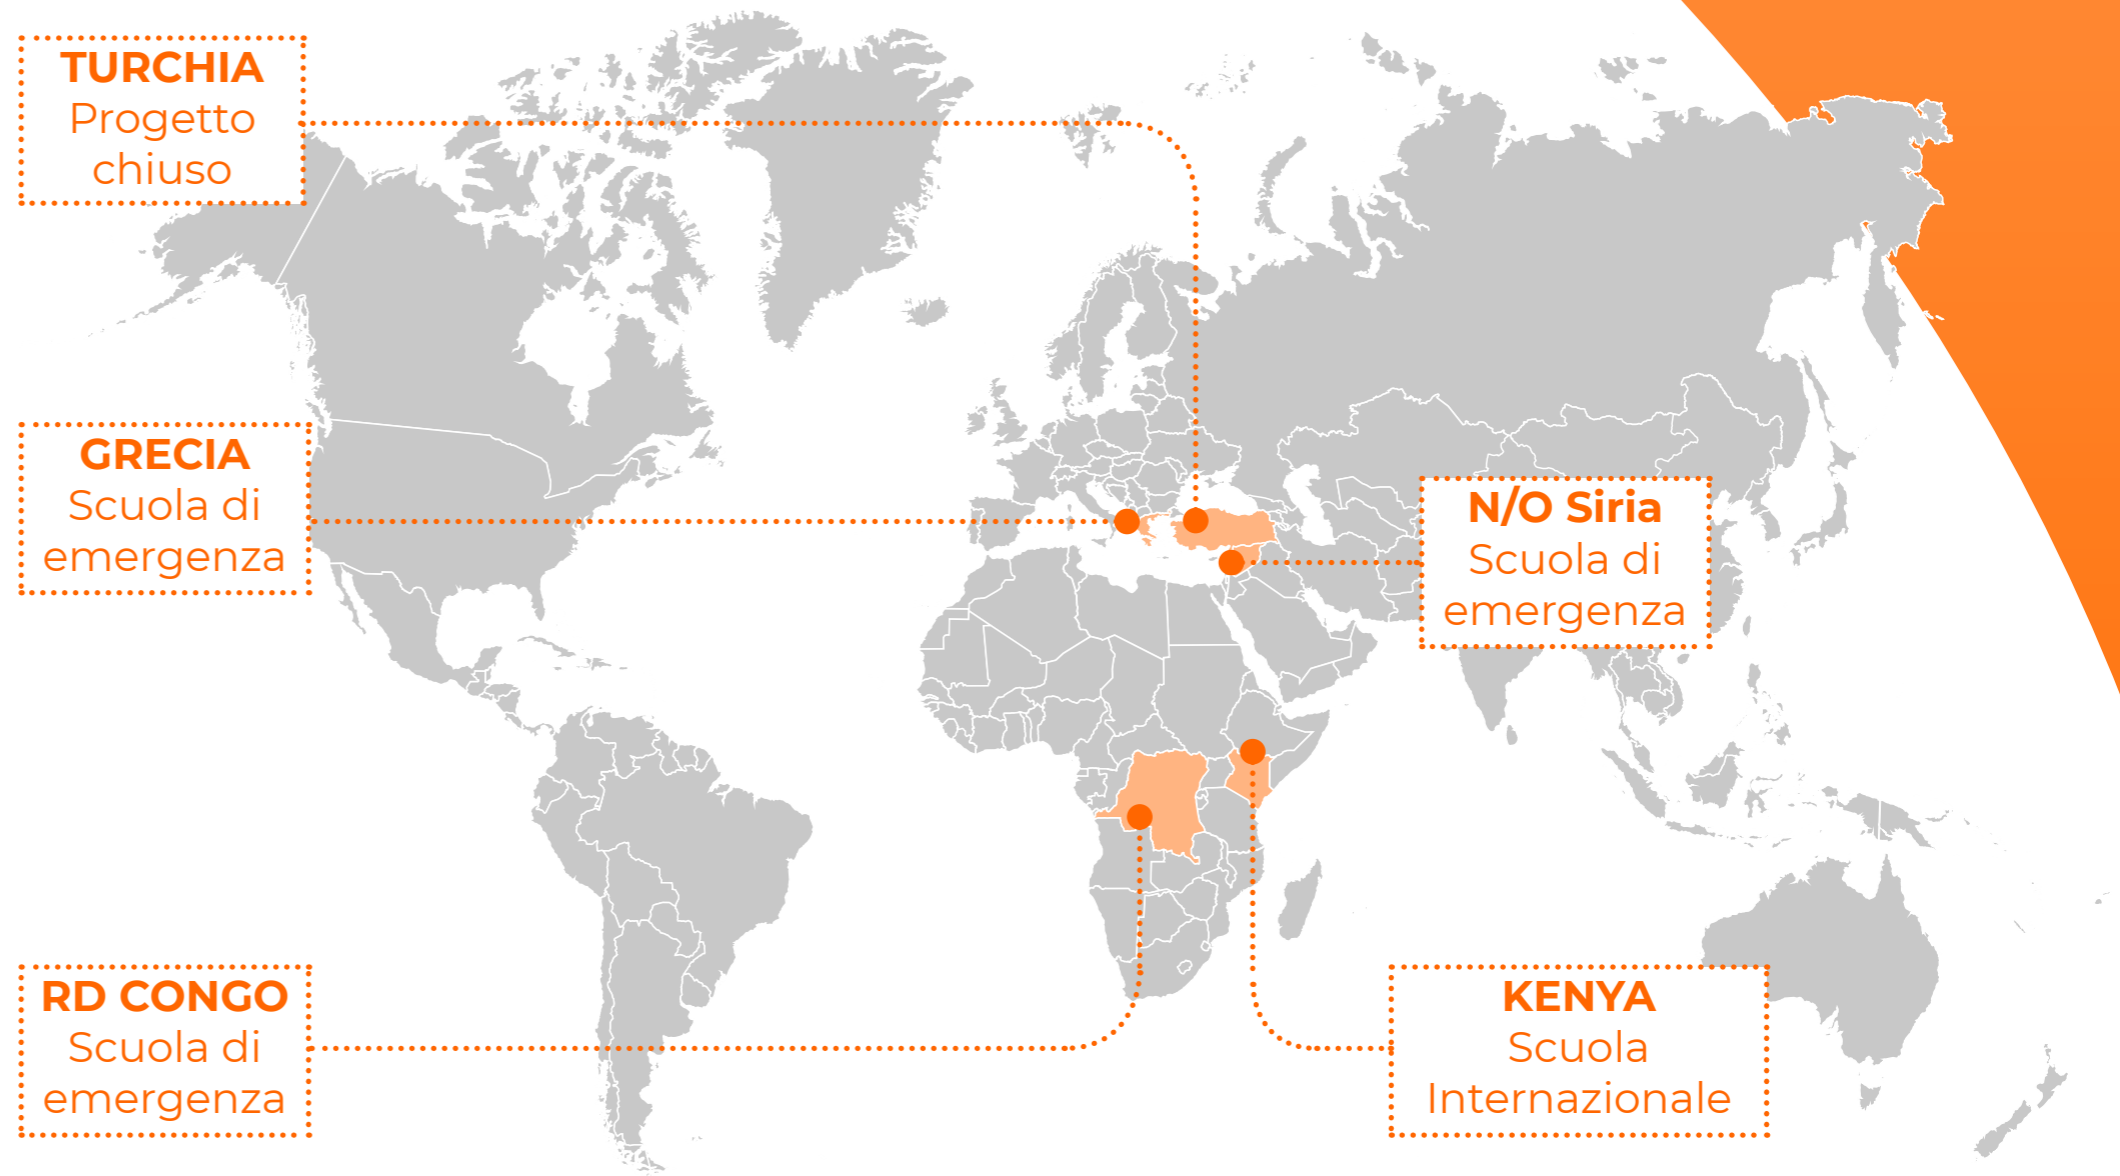 TURCHIA
Progetto
chiuso
GRECIA
Scuola di
emergenza
N/O Siria
Scuola di
emergenza
RD CONGO
Scuola di
emergenza
KENYA
Scuola
Internazionale